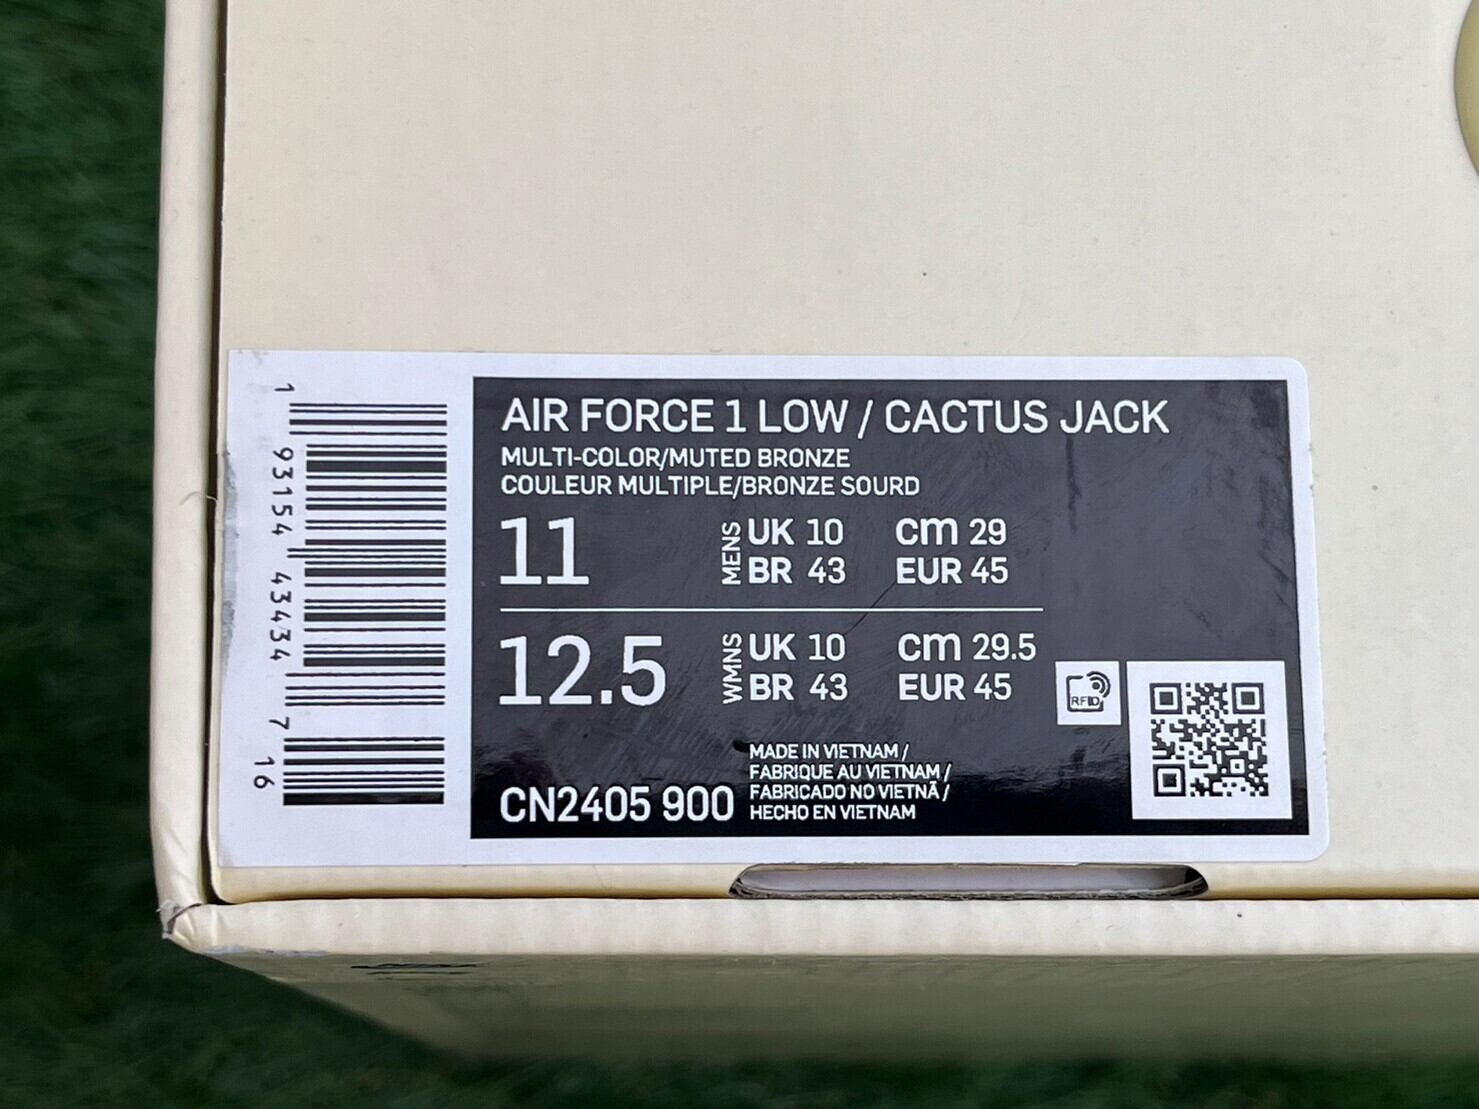 1 93154 43434 7 16
AIR FORCE 1 LOW / CACTUS JACK
MULTI-COLOR/MUTED BRONZE
COULEUR MULTIPLE/BRONZE SOURD
11 MENS UK 10 CM 29
BR 43 EUR 45
12.5 WMNS UK 10 CM 29.5
BR 43 EUR 45
RFID
CN2405 900
MADE IN VIETNAM /
FABRIQUE AU VIETNAM /
FABRICADO NO VIETNÃ /
HECHO EN VIETNAM